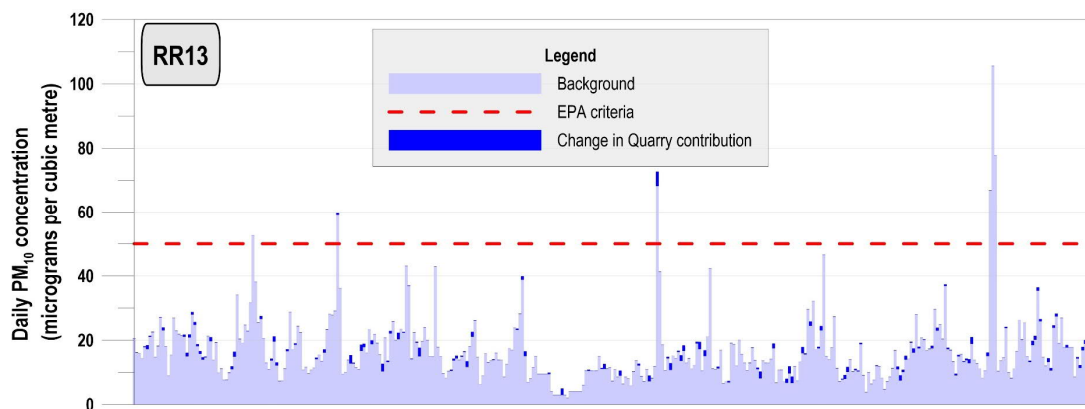 120
RR13
Legend
Background
EPA criteria
Change in Quarry contribution
100
80
60
40
20
0
Daily PM₁₀ concentration
(micrograms per cubic metre)